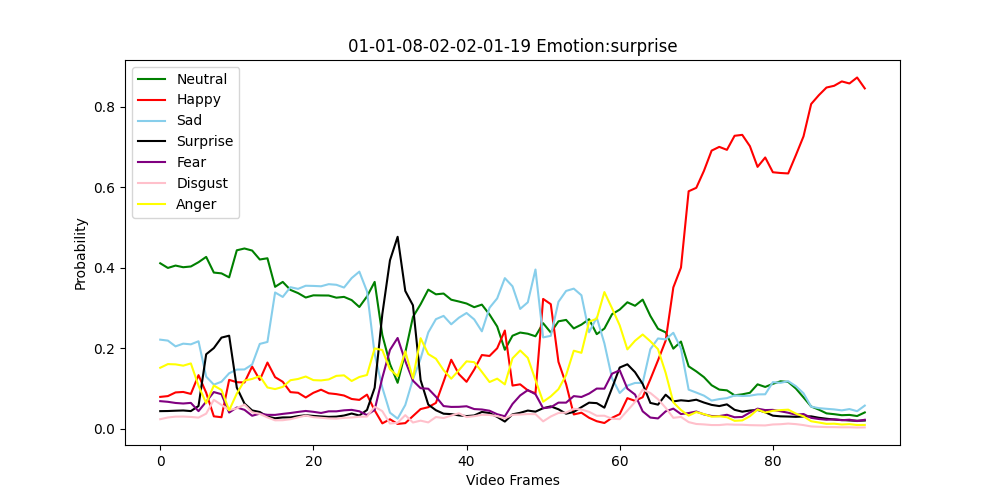 01-01-08-02-02-01-19 Emotion:surprise
Neutral
Happy
Sad
Surprise
Fear
Disgust
Anger
Probability
0.8
0.6
0.4
0.2
0.0
0 20 40 60 80
Video Frames